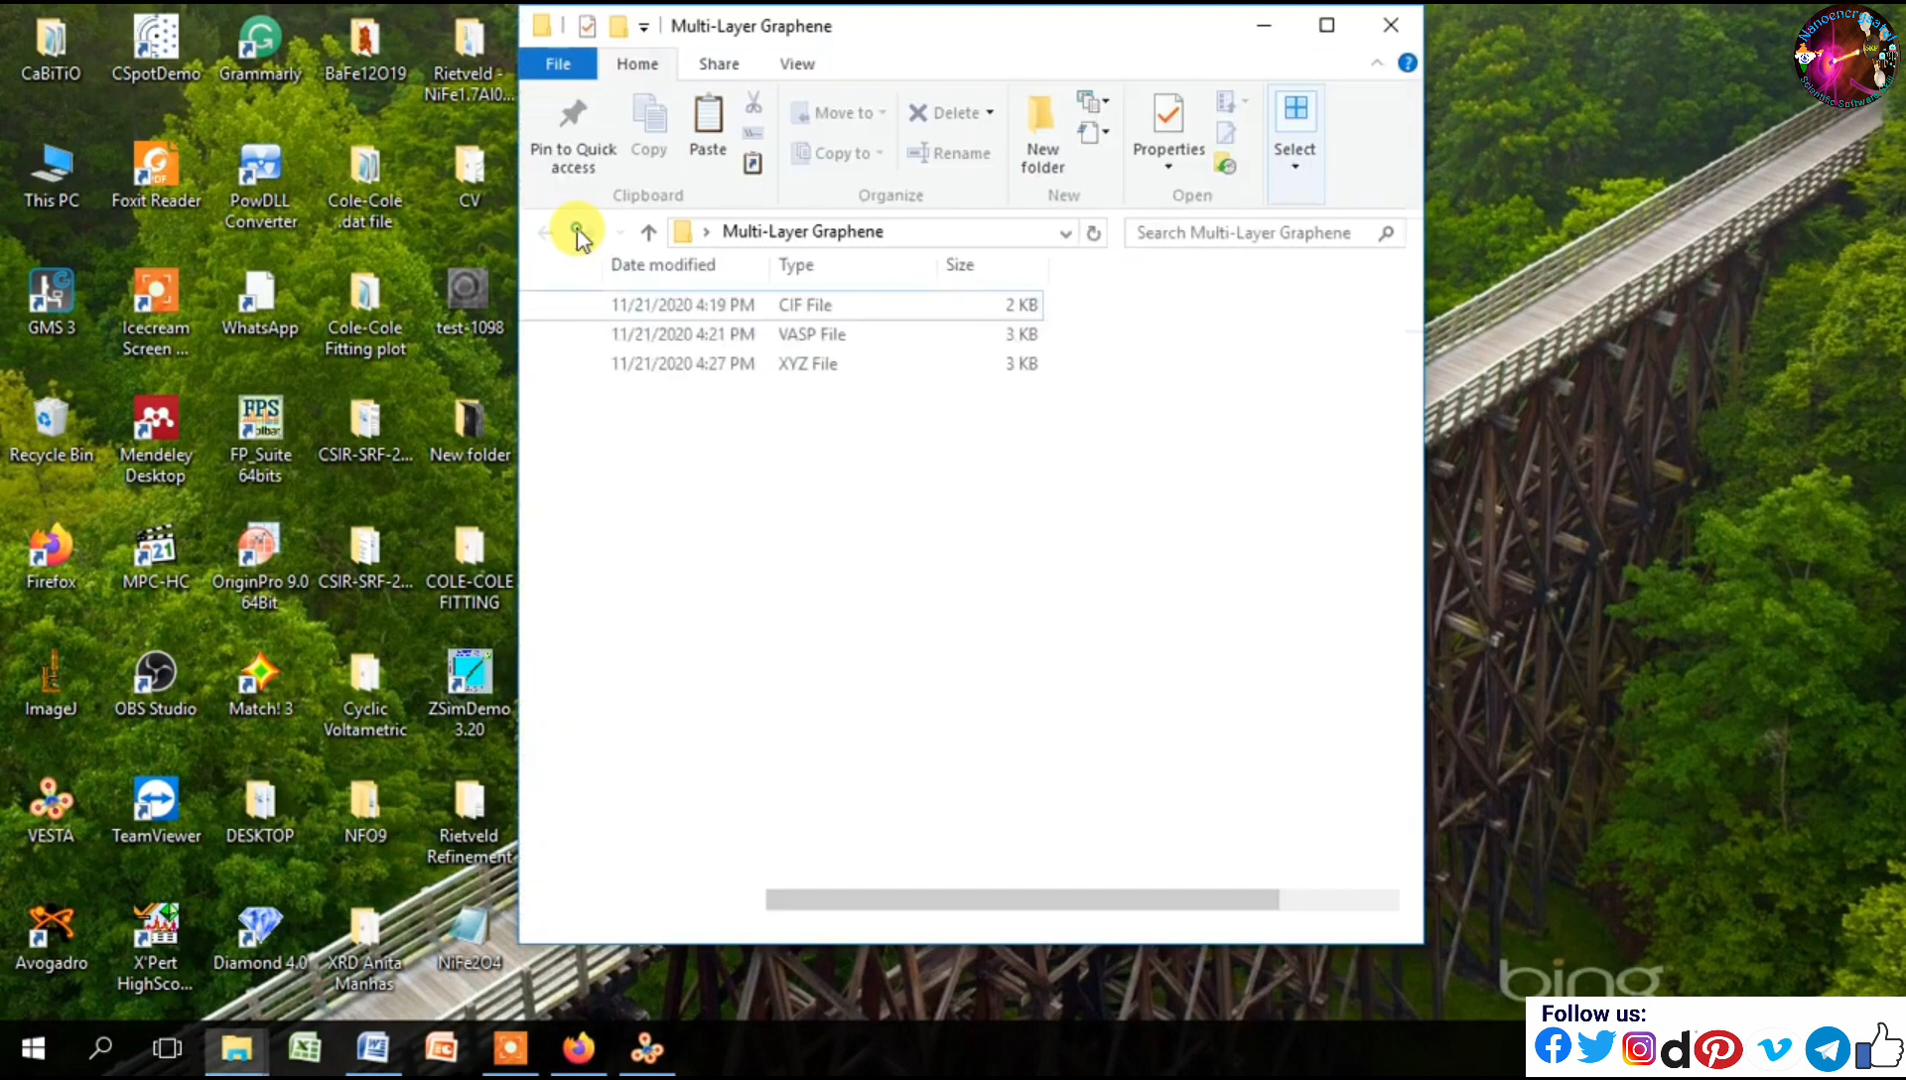 Multi-Layer Graphene
File
Home
Share
View
Pin to Quick access
Copy
Paste
Move to
Copy to
Delete
Rename
New folder
Properties
Select
Clipboard
Organize
New
Open
Multi-Layer Graphene
Search Multi-Layer Graphene
Date modified
Type
Size
11/21/2020 4:19 PM CIF File 2 KB
11/21/2020 4:21 PM VASP File 3 KB
11/21/2020 4:27 PM XYZ File 3 KB
CaBiTiO
CSpotDemo
Grammarly
BaFe12O19
Rietveld -
NiFe1.7Al0...
This PC
Foxit Reader
PowDLL
Converter
Cole-Cole
.dat file
CV
GMS 3
Icecream
Screen ...
WhatsApp
Cole-Cole
Fitting plot
test-1098
Recycle Bin
Mendeley
Desktop
FP_Suite
64bits
CSIR-SRF-2...
New folder
Firefox
MPC-HC
OriginPro 9.0
64Bit
CSIR-SRF-2...
COLE-COLE
FITTING
ImageJ
OBS Studio
Match! 3
Cyclic
Voltametric
ZSimDemo
3.20
VESTA
TeamViewer
DESKTOP
NFO9
Rietveld
Refinement
Avogadro
X'Pert
HighSco...
Diamond 4.0
XRD Anita
Manhas
NiFe2O4
bing
Follow us: